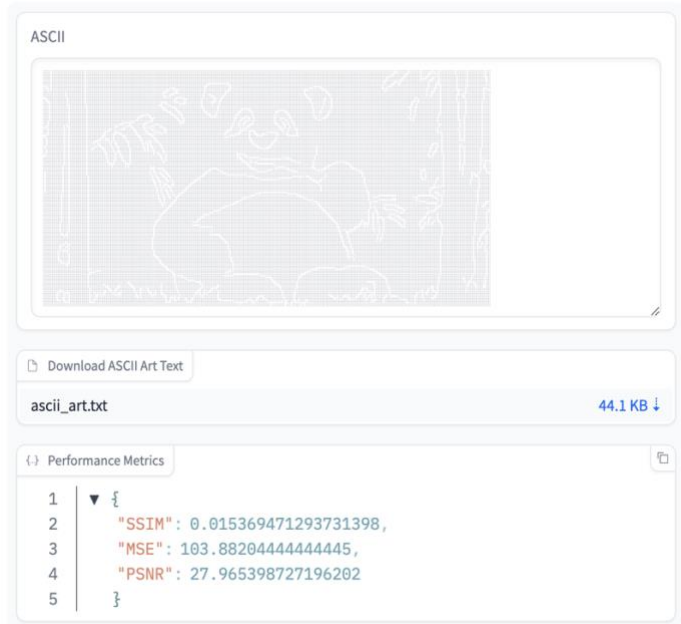 ASCII
Download ASCII Art Text
ascii_art.txt 44.1 KB ↓
{..} Performance Metrics
1 ▼ {
2 "SSIM": 0.015369471293731398,
3 "MSE": 103.88204444444445,
4 "PSNR": 27.965398727196202
5 }